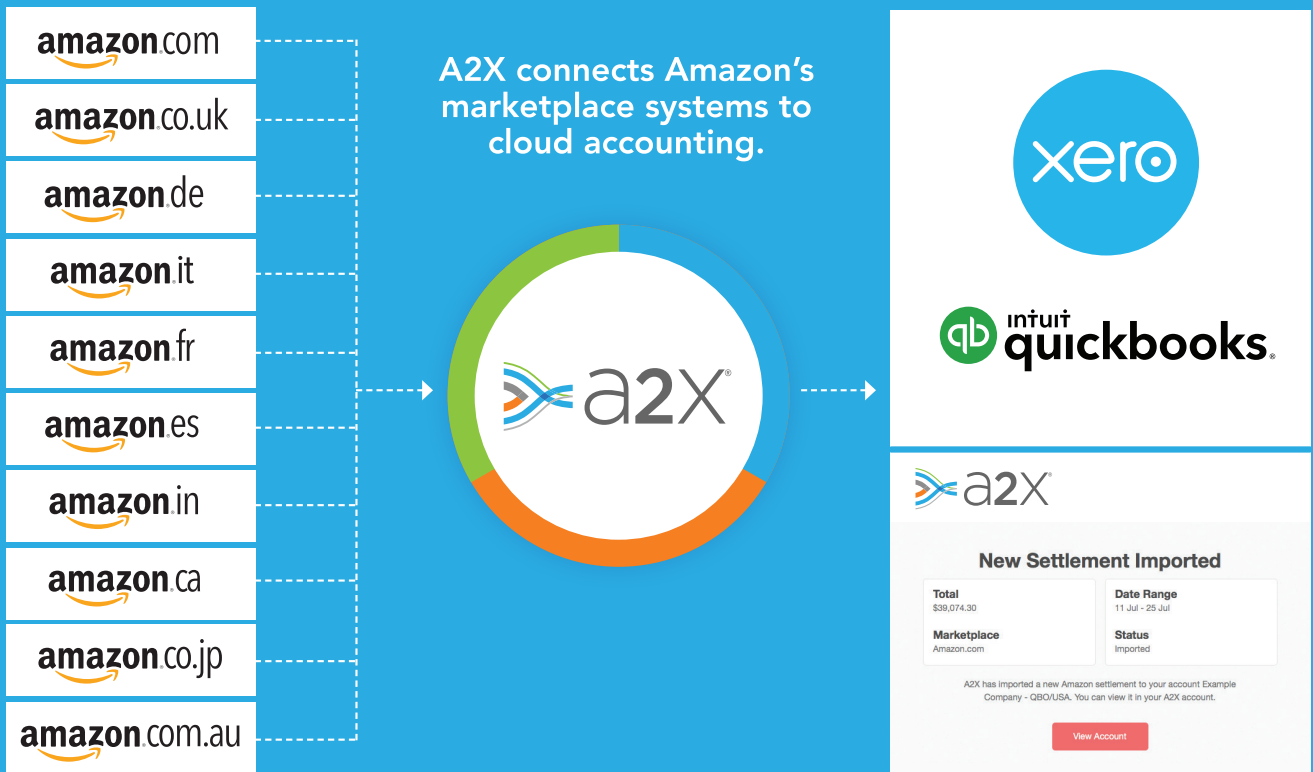 amazon.com
amazon.co.uk
amazon.de
amazon.it
amazon.fr
amazon.es
amazon.in
amazon.ca
amazon.co.jp
amazon.com.au
A2X connects Amazon's
marketplace systems to
cloud accounting.
a2x®
xero
qb
ıntuıt
quickbooks®
a2x®
New Settlement Imported
Total
$39,074.30
Marketplace
Amazon.com
Date Range
11 Jul - 25 Jul
Status
Imported
A2X has imported a new Amazon settlement to your account Example
Company - QBO/USA. You can view it in your A2X account.
View Account